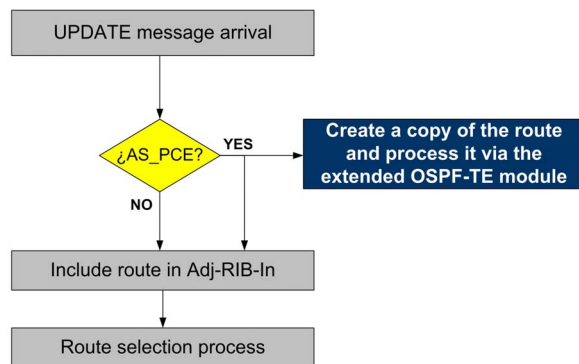 UPDATE message arrival
¿AS_PCE?
YES
Create a copy of the route
and process it via the
extended OSPF-TE module
NO
Include route in Adj-RIB-In
Route selection process